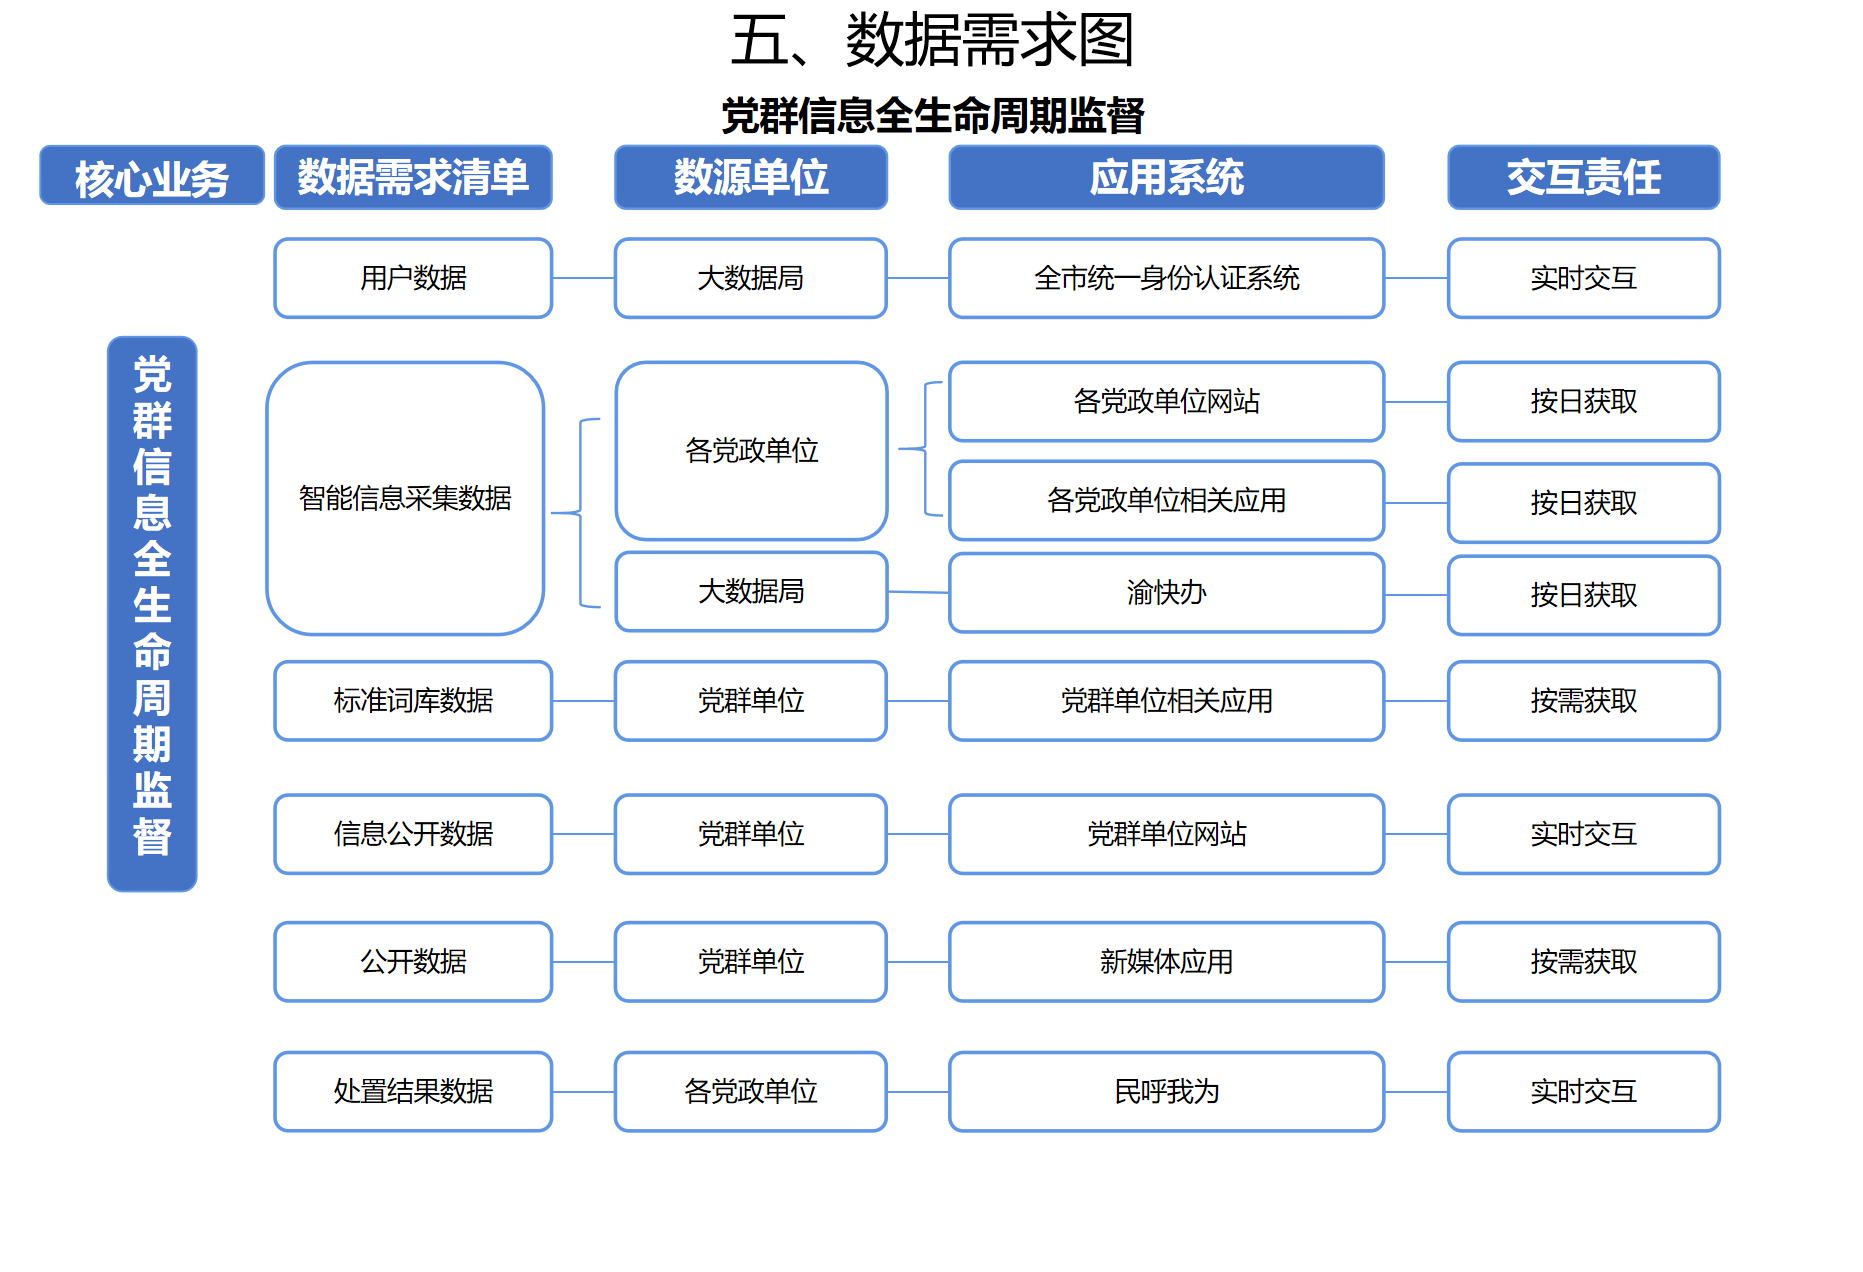 五、数据需求图
党群信息全生命周期监督
核心业务
数据需求清单
数源单位
应用系统
交互责任
用户数据
大数据局
全市统一身份认证系统
实时交互
党群信息全生命周期监督
智能信息采集数据
各党政单位
各党政单位网站
按日获取
各党政单位相关应用
按日获取
大数据局
渝快办
按日获取
标准词库数据
党群单位
党群单位相关应用
按需获取
信息公开数据
党群单位
党群单位网站
实时交互
公开数据
党群单位
新媒体应用
按需获取
处置结果数据
各党政单位
民呼我为
实时交互